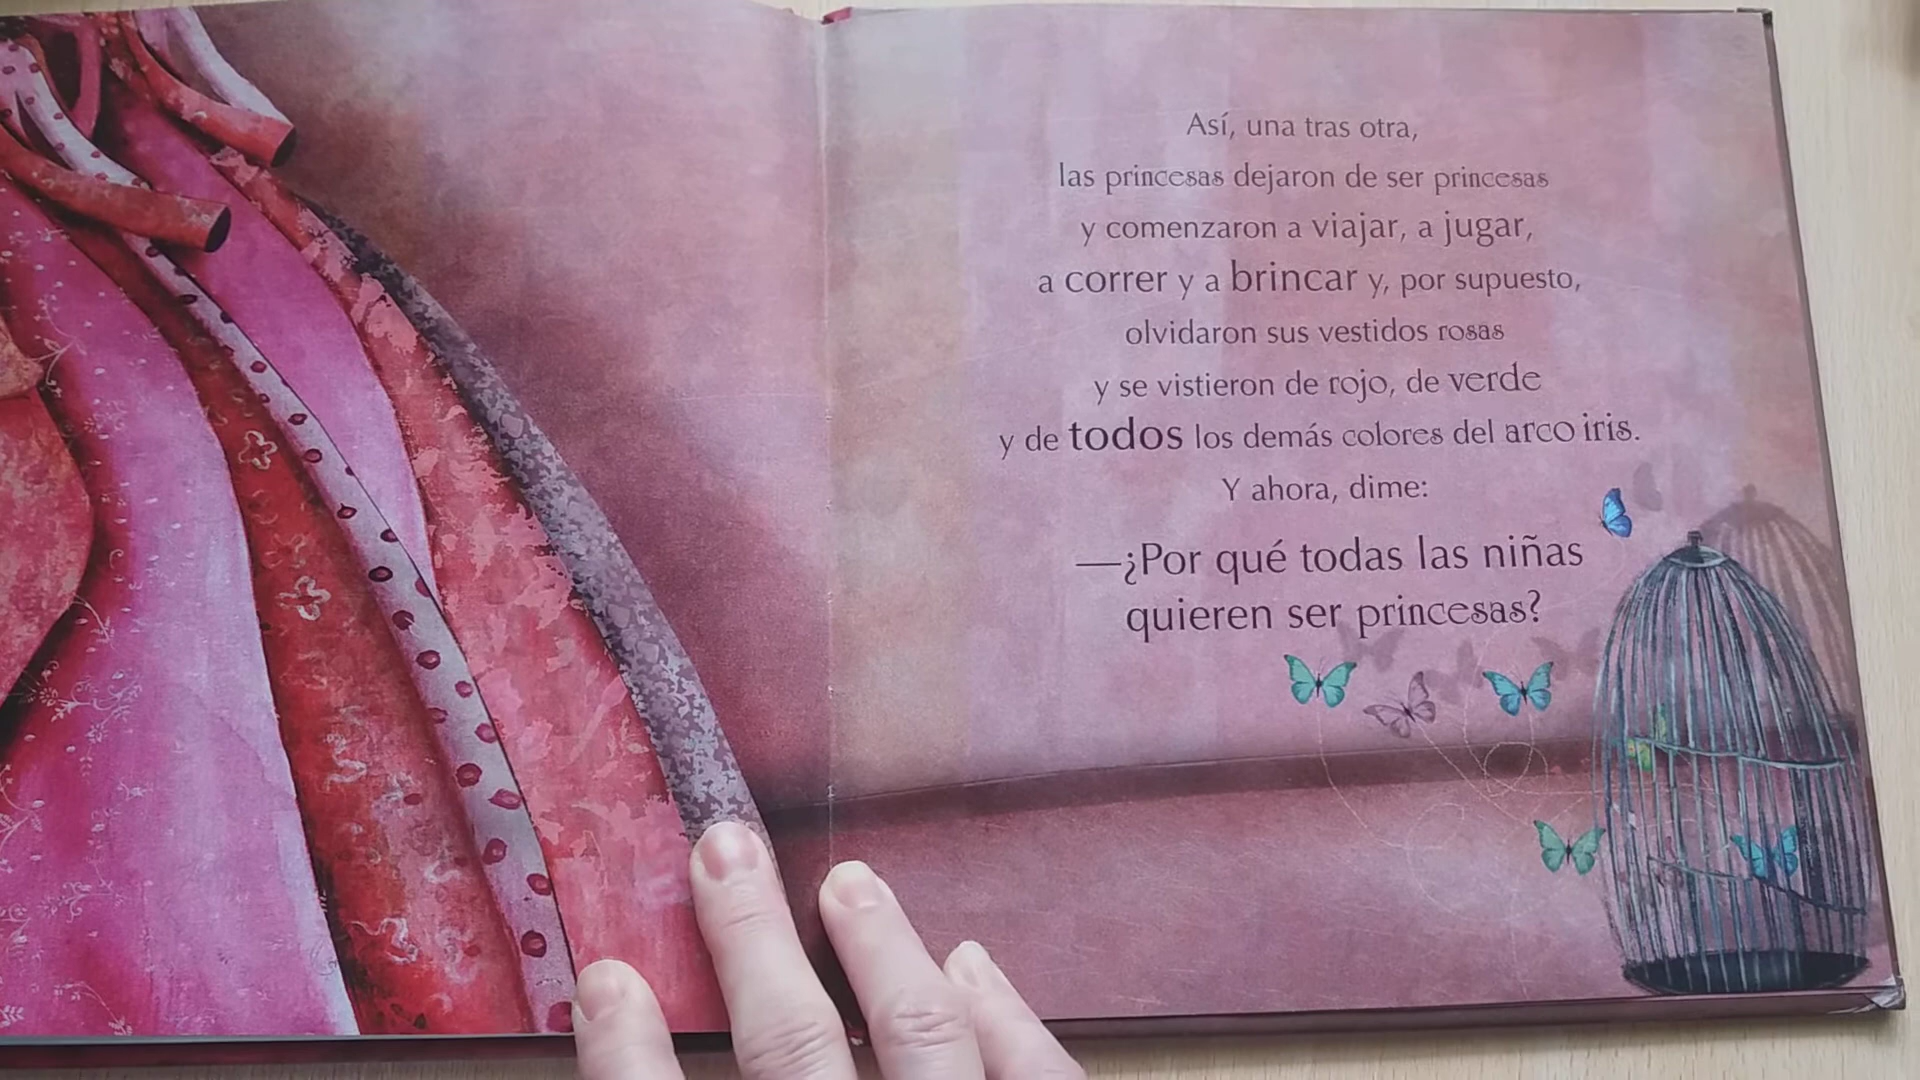 Así, una tras otra,
las princesas dejaron de ser princesas
y comenzaron a viajar, a jugar,
a correr y a brincar y, por supuesto,
olvidaron sus vestidos rosas
y se vistieron de rojo, de verde
y de todos los demás colores del arco iris.
Y ahora, dime:
—¿Por qué todas las niñas
quieren ser princesas?